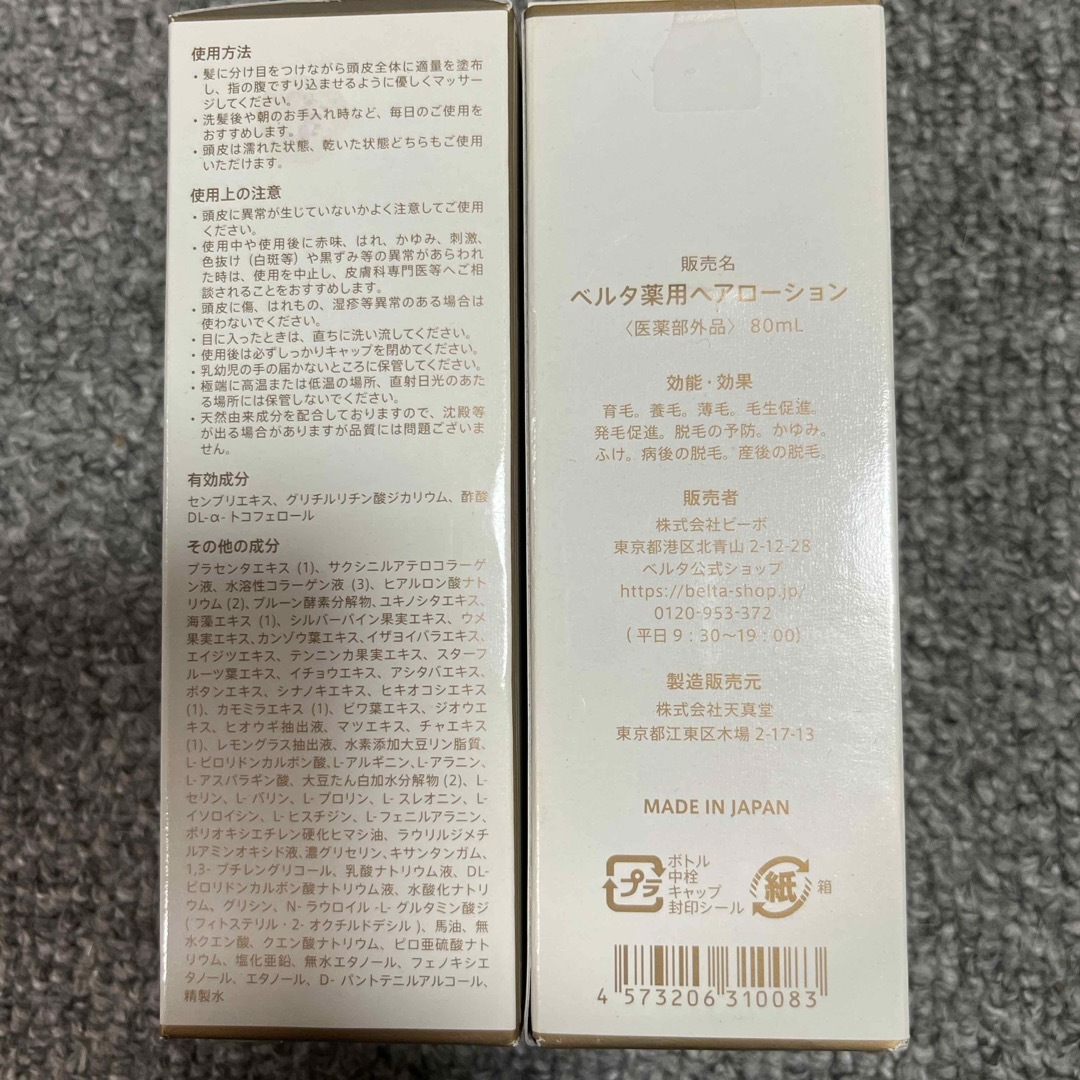 使用方法
• 髪に分け目をつけながら頭皮全体に適量を塗布
し、指の腹ですり込ませるように優しくマッサー
ジしてください。
• 洗髪後や朝のお手入れ時など、毎日のご使用を
おすすめします。
• 頭皮は濡れた状態、乾いた状態どちらもご使用
いただけます。
使用上の注意
• 頭皮に異常が生じていないかよく注意してご使用
ください。
• 使用中や使用後に赤味、はれ、かゆみ、刺激、
色抜け（白斑等）や黒ずみ等の異常があらわれ
た時は、使用を中止し、皮膚科専門医等へご相
談されることをおすすめします。
• 頭皮に傷、はれもの、湿疹等異常のある場合は
使わないでください。
• 目に入ったときは、直ちに洗い流してください。
• 使用後は必ずしっかりキャップを閉めてください。
• 乳幼児の手の届かないところに保管してください。
• 極端に高温または低温の場所、直射日光のあた
る場所には保管しないでください。
• 天然由来成分を配合しておりますので、沈殿等
が出る場合がありますが品質には問題ございま
せん。
有効成分
センブリエキス、グリチルリチン酸ジカリウム、酢酸
DL-α- トコフェロール
その他の成分
プラセンタエキス (1)、サクシニルアテロコラーゲ
ン液、水溶性コラーゲン液 (3)、ヒアルロン酸ナト
リウム (2)、プルーン酵素分解物、ユキノシタエキス、
海藻エキス (1)、シルバーバイン果実エキス、ウメ
果実エキス、カンゾウ葉エキス、イザヨイバラエキス、
エイジツエキス、テンニンカ果実エキス、スターフ
ルーツ葉エキス、イチョウエキス、アシタバエキス、
ボタンエキス、シナノキエキス、ヒキオコシエキス
(1)、カモミラエキス (1)、ビワ葉エキス、ジオウエ
キス、ヒオウギ抽出液、マツエキス、チャエキス
(1)、レモングラス抽出液、水素添加大豆リン脂質、
L-ピロリドンカルボン酸、L-アルギニン、L-アラニン、
L-アスパラギン酸、大豆たん白加水分解物 (2)、L-
セリン、L- バリン、L- プロリン、L- スレオニン、L-
イソロイシン、L- ヒスチジン、L-フェニルアラニン、
ポリオキシエチレン硬化ヒマシ油、ラウリルジメチ
ルアミンオキシド液、濃グリセリン、キサンタンガム、
1,3- ブチレングリコール、乳酸ナトリウム液、DL-
ピロリドンカルボン酸ナトリウム液、水酸化ナトリ
ウム、グリシン、N- ラウロイル -L- グルタミン酸ジ
( フィトステリル・2- オクチルドデシル )、馬油、無
水クエン酸、クエン酸ナトリウム、ピロ亜硫酸ナト
リウム、塩化亜鉛、無水エタノール、フェノキシエ
タノール、エタノール、D- パントテニルアルコール、
精製水
販売名
ベルタ薬用ヘアローション
〈医薬部外品〉 80mL
効能・効果
育毛。養毛。薄毛。毛生促進。
発毛促進。脱毛の予防。かゆみ。
ふけ。病後の脱毛。産後の脱毛。
販売者
株式会社ビーボ
東京都港区北青山 2-12-28
ベルタ公式ショップ
https://belta-shop.jp/
0120-953-372
（ 平日 9：30～19：00）
製造販売元
株式会社天真堂
東京都江東区木場 2-17-13
MADE IN JAPAN
プラ
ボトル
中栓
キャップ
封印シール
紙
箱
4 573206 310083